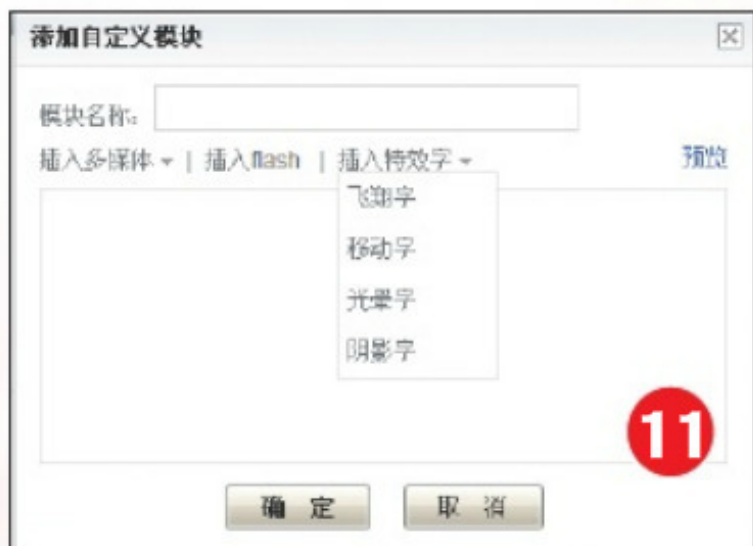 添加自定义模块
模块名称:
插入多媒体 | 插入flash | 插入特效字 预览
飞翔字
移动字
光晕字
阴影字
11
确 定 取 消